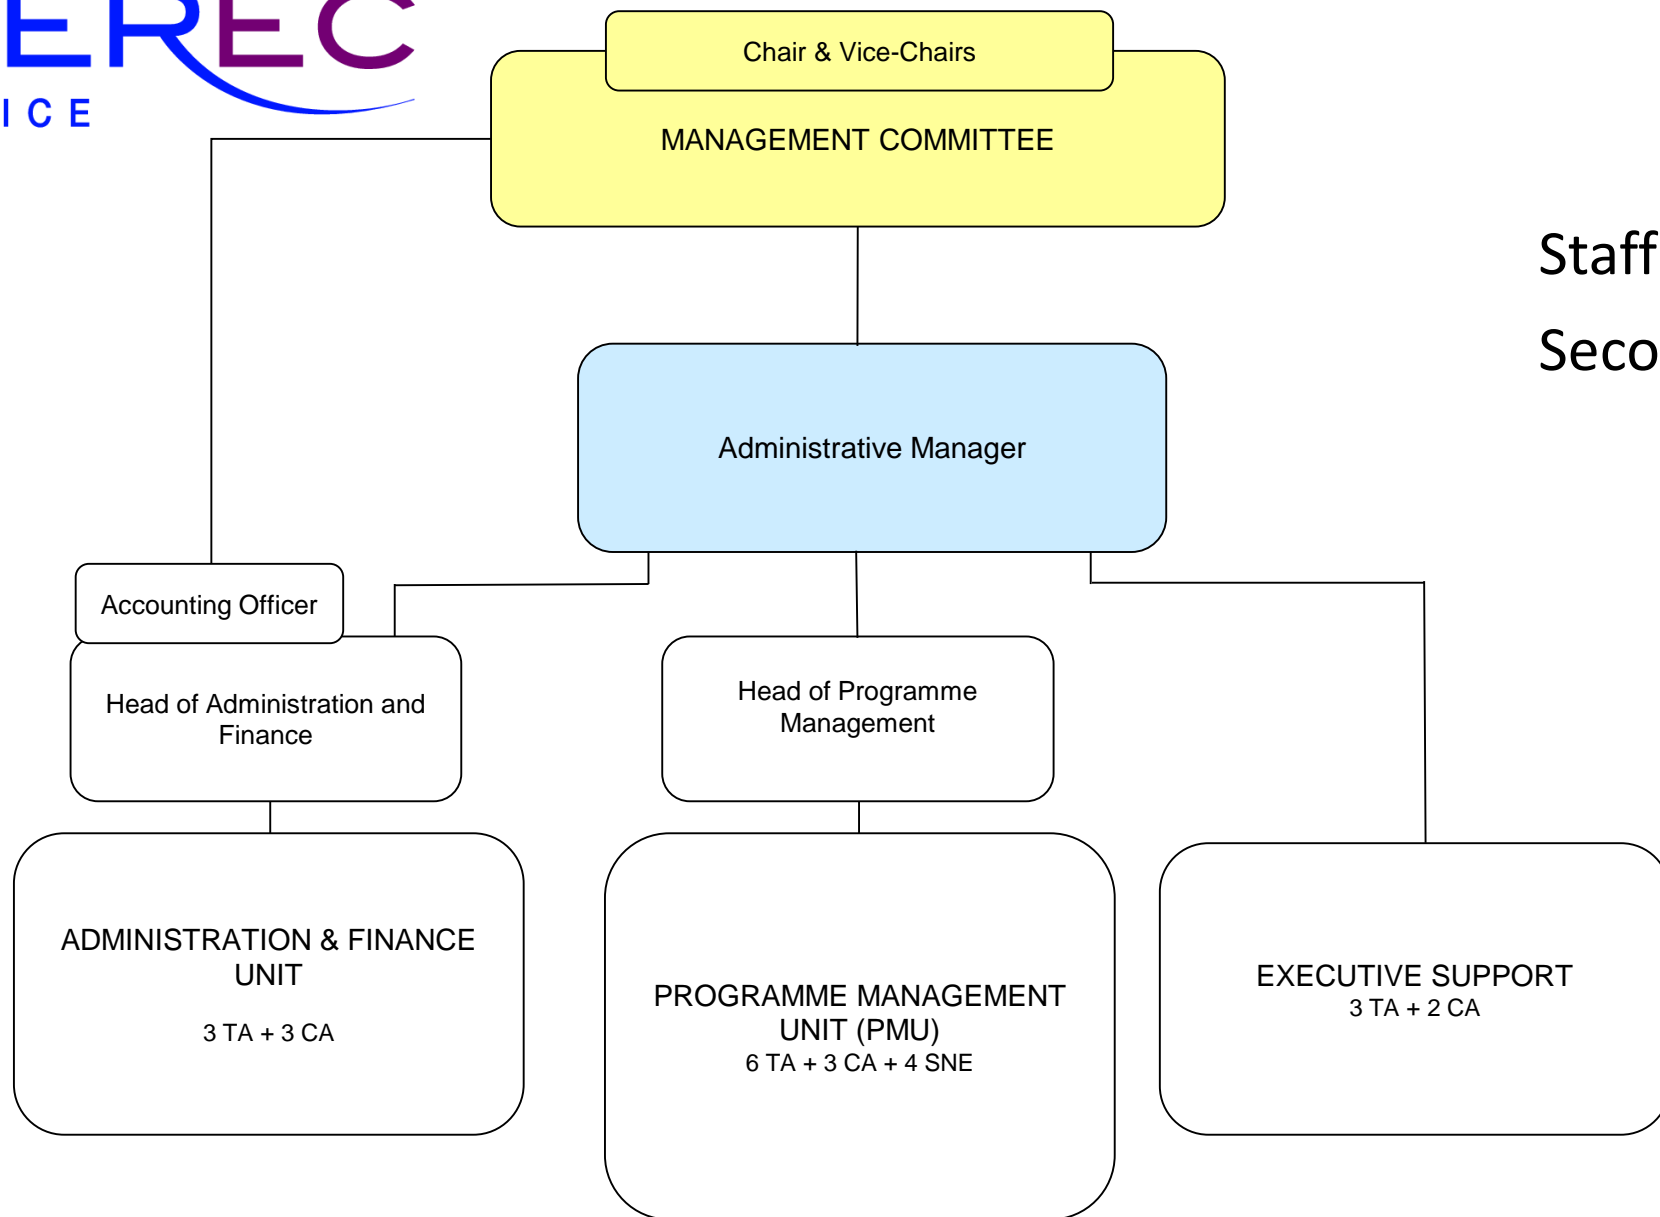 EREC
ICE
Chair & Vice-Chairs
MANAGEMENT COMMITTEE
Staff
Seco
Administrative Manager
Accounting Officer
Head of Administration and
Finance
Head of Programme
Management
ADMINISTRATION & FINANCE
UNIT
3 TA + 3 CA
PROGRAMME MANAGEMENT
UNIT (PMU)
6 TA + 3 CA + 4 SNE
EXECUTIVE SUPPORT
3 TA + 2 CA